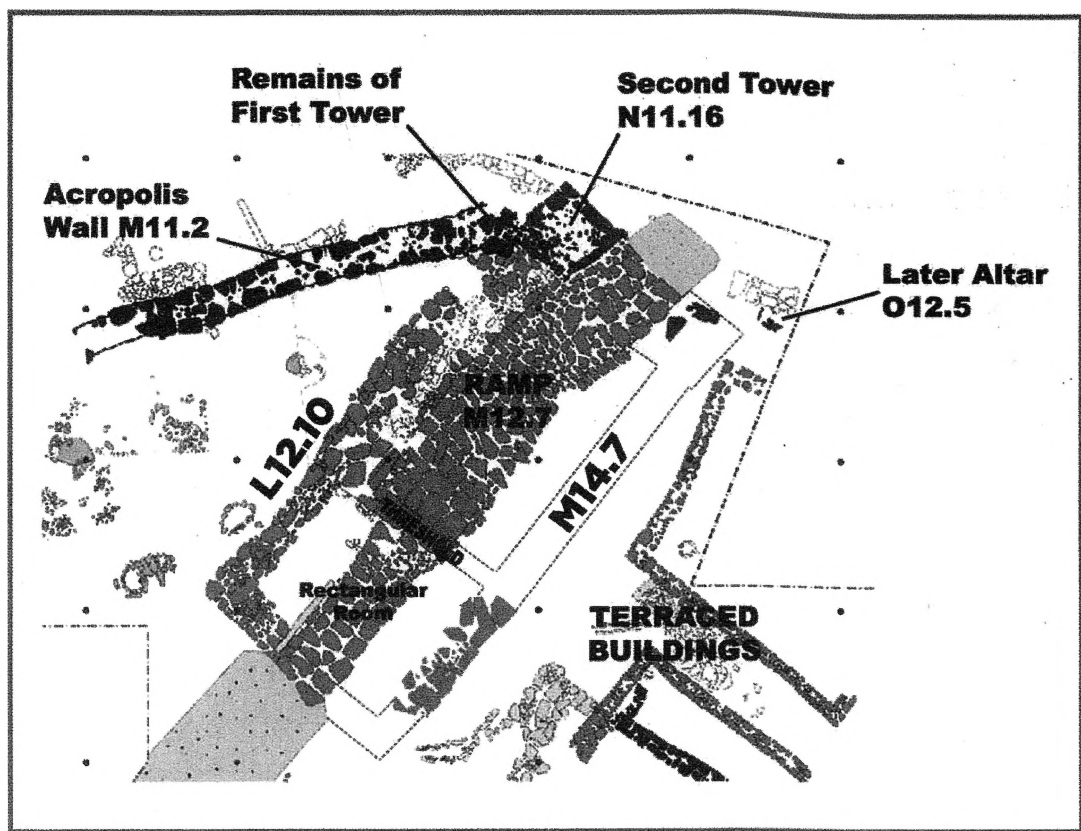 Remains of
First Tower
Second Tower
N11.16
Acropolis
Wall M11.2
Later Altar
O12.5
RAMP
M12.7
L12.10
M14.7
Rectangular
Room
TERRACED
BUILDINGS